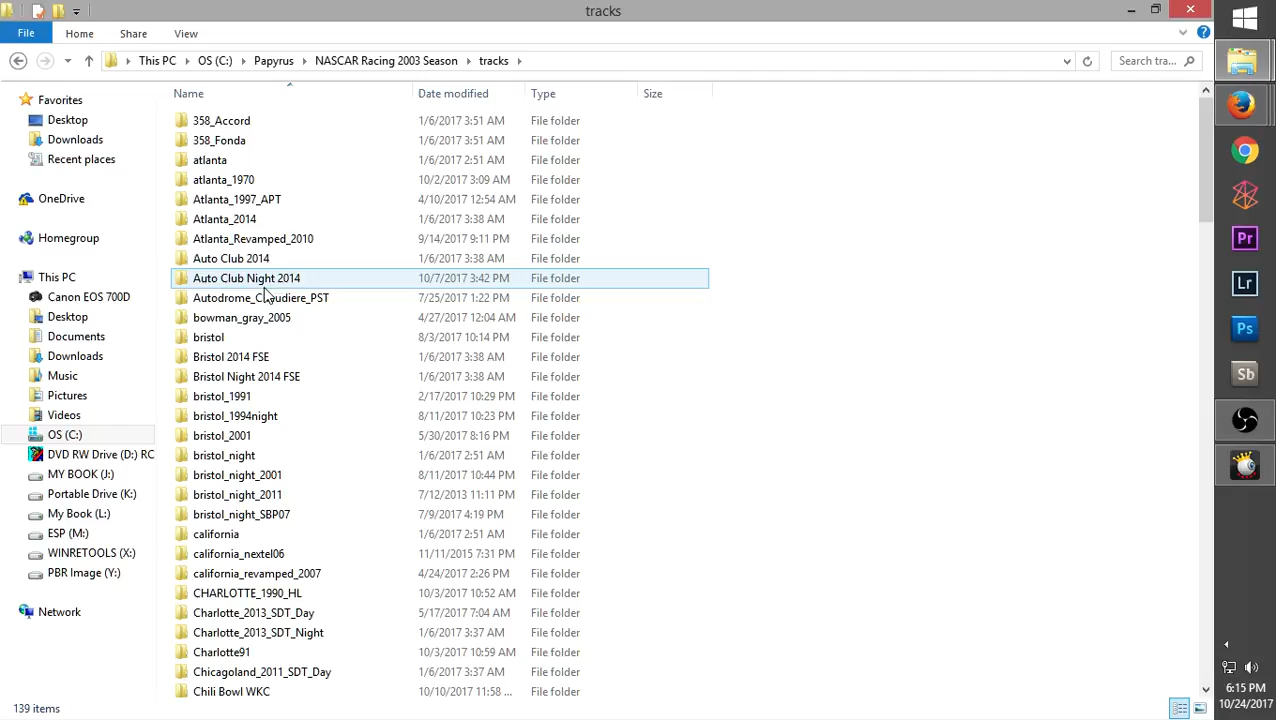 tracks
File
Home
Share
View
This PC
OS (C:)
Papyrus
NASCAR Racing 2003 Season
tracks
Search tra...
Name
Date modified
Type
Size
Favorites
Desktop
Downloads
Recent places
OneDrive
Homegroup
This PC
Canon EOS 700D
Desktop
Documents
Downloads
Music
Pictures
Videos
OS (C:)
DVD RW Drive (D:) RC
MY BOOK (J:)
Portable Drive (K:)
My Book (L:)
ESP (M:)
WINRETOOLS (X:)
PBR Image (Y:)
Network
358_Accord 1/6/2017 3:51 AM File folder
358_Fonda 1/6/2017 3:51 AM File folder
atlanta 1/6/2017 2:51 AM File folder
atlanta_1970 10/2/2017 3:09 AM File folder
Atlanta_1997_APT 4/10/2017 12:54 AM File folder
Atlanta_2014 1/6/2017 3:38 AM File folder
Atlanta_Revamped_2010 9/14/2017 9:11 PM File folder
Auto Club 2014 1/6/2017 3:38 AM File folder
Auto Club Night 2014 10/7/2017 3:42 PM File folder
7/25/2017 1:22 PM File folder
bowman_gray_2005 4/27/2017 12:04 AM File folder
bristol 8/3/2017 10:14 PM File folder
Bristol 2014 FSE 1/6/2017 3:38 AM File folder
Bristol Night 2014 FSE 1/6/2017 3:38 AM File folder
bristol_1991 2/17/2017 10:29 PM File folder
bristol_1994night 8/11/2017 10:23 PM File folder
bristol_2001 5/30/2017 8:16 PM File folder
bristol_night 1/6/2017 2:51 AM File folder
bristol_night_2001 8/11/2017 10:44 PM File folder
bristol_night_2011 7/12/2013 11:11 PM File folder
bristol_night_SBP07 7/9/2017 4:19 PM File folder
california 1/6/2017 2:51 AM File folder
california_nextel06 11/11/2015 7:31 PM File folder
california_revamped_2007 4/24/2017 2:26 PM File folder
CHARLOTTE_1990_HL 10/3/2017 10:52 AM File folder
Charlotte_2013_SDT_Day 5/17/2017 7:04 AM File folder
Charlotte_2013_SDT_Night 1/6/2017 3:37 AM File folder
Charlotte91 10/3/2017 10:59 AM File folder
Chicagoland_2011_SDT_Day 1/6/2017 3:37 AM File folder
Chili Bowl WKC 10/10/2017 11:58 ... File folder
139 items
Pr
Lr
Ps
Sb
6:15 PM
10/24/2017